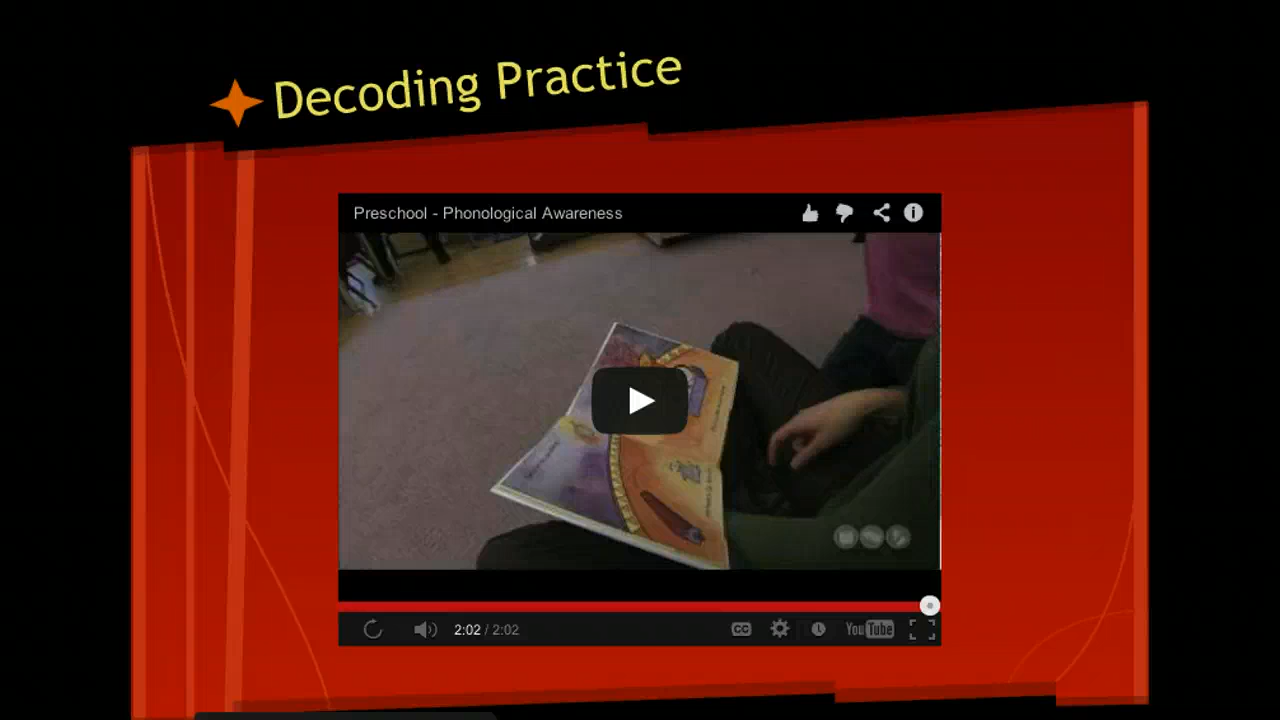 Decoding Practice
Preschool - Phonological Awareness
2:02 / 2:02
CC
YouTube